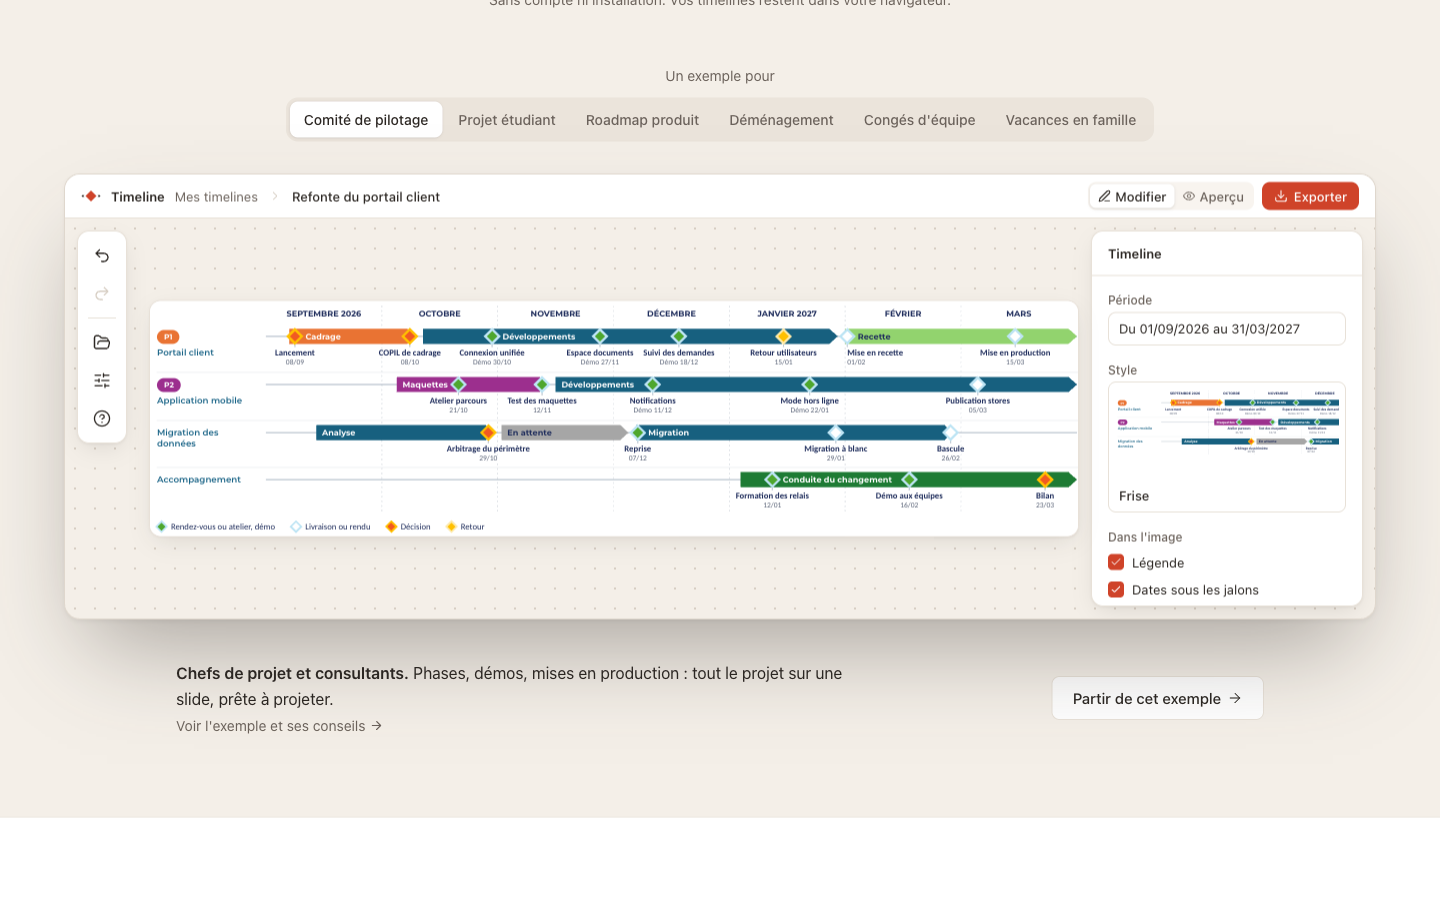 Sans compte ni installation. Vos timelines restent dans votre navigateur.
Un exemple pour
Comité de pilotage
Projet étudiant
Roadmap produit
Déménagement
Congés d'équipe
Vacances en famille
Timeline
Mes timelines
Refonte du portail client
Modifier
Aperçu
Exporter
SEPTEMBRE 2026
OCTOBRE
NOVEMBRE
DÉCEMBRE
JANVIER 2027
FÉVRIER
MARS
P1
Portail client
Cadrage
Développements
Recette
Lancement
08/09
COPIL de cadrage
08/10
Connexion unifiée
Démo 30/10
Espace documents
Démo 27/11
Suivi des demandes
Démo 18/12
Retour utilisateurs
15/01
Mise en recette
01/02
Mise en production
15/03
P2
Application mobile
Maquettes
Développements
Atelier parcours
21/10
Test des maquettes
12/11
Notifications
Démo 11/12
Mode hors ligne
Démo 22/01
Publication stores
05/03
Migration des
données
Analyse
En attente
Migration
Arbitrage du périmètre
29/10
Reprise
07/12
Migration à blanc
29/01
Bascule
26/02
Accompagnement
Conduite du changement
Formation des relais
12/01
Démo aux équipes
16/02
Bilan
23/03
Rendez-vous ou atelier, démo
Livraison ou rendu
Décision
Retour
Timeline
Période
Du 01/09/2026 au 31/03/2027
Style
Frise
Dans l'image
Légende
Dates sous les jalons
Chefs de projet et consultants. Phases, démos, mises en production : tout le projet sur une
slide, prête à projeter.
Voir l'exemple et ses conseils
Partir de cet exemple